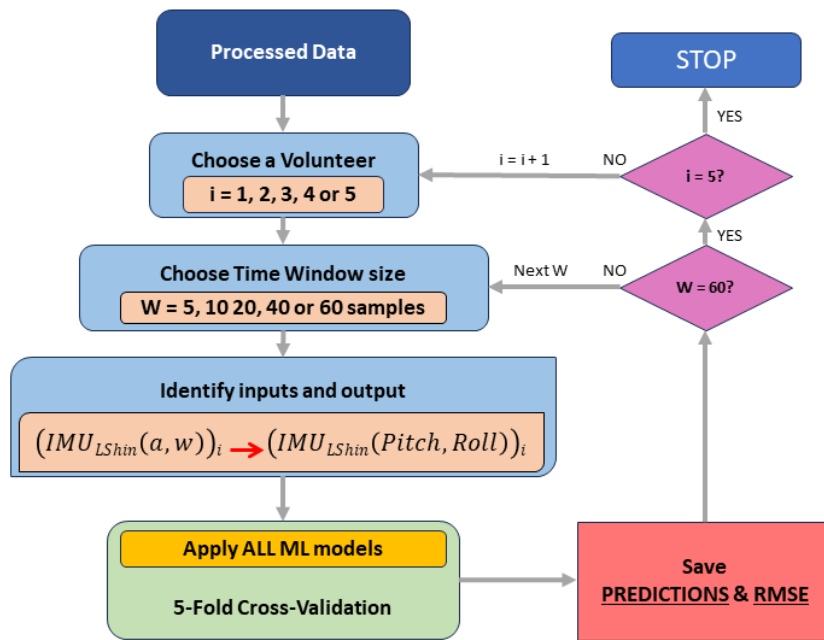 Processed Data
STOP
YES
Choose a Volunteer
i = 1, 2, 3, 4 or 5
i = i + 1
NO
i = 5?
YES
Choose Time Window size
W = 5, 10 20, 40 or 60 samples
Next W
NO
W = 60?
Identify inputs and output
(IMU_LShin(a, w))_i → (IMU_LShin(Pitch, Roll))_i
Apply ALL ML models
5-Fold Cross-Validation
Save
PREDICTIONS & RMSE